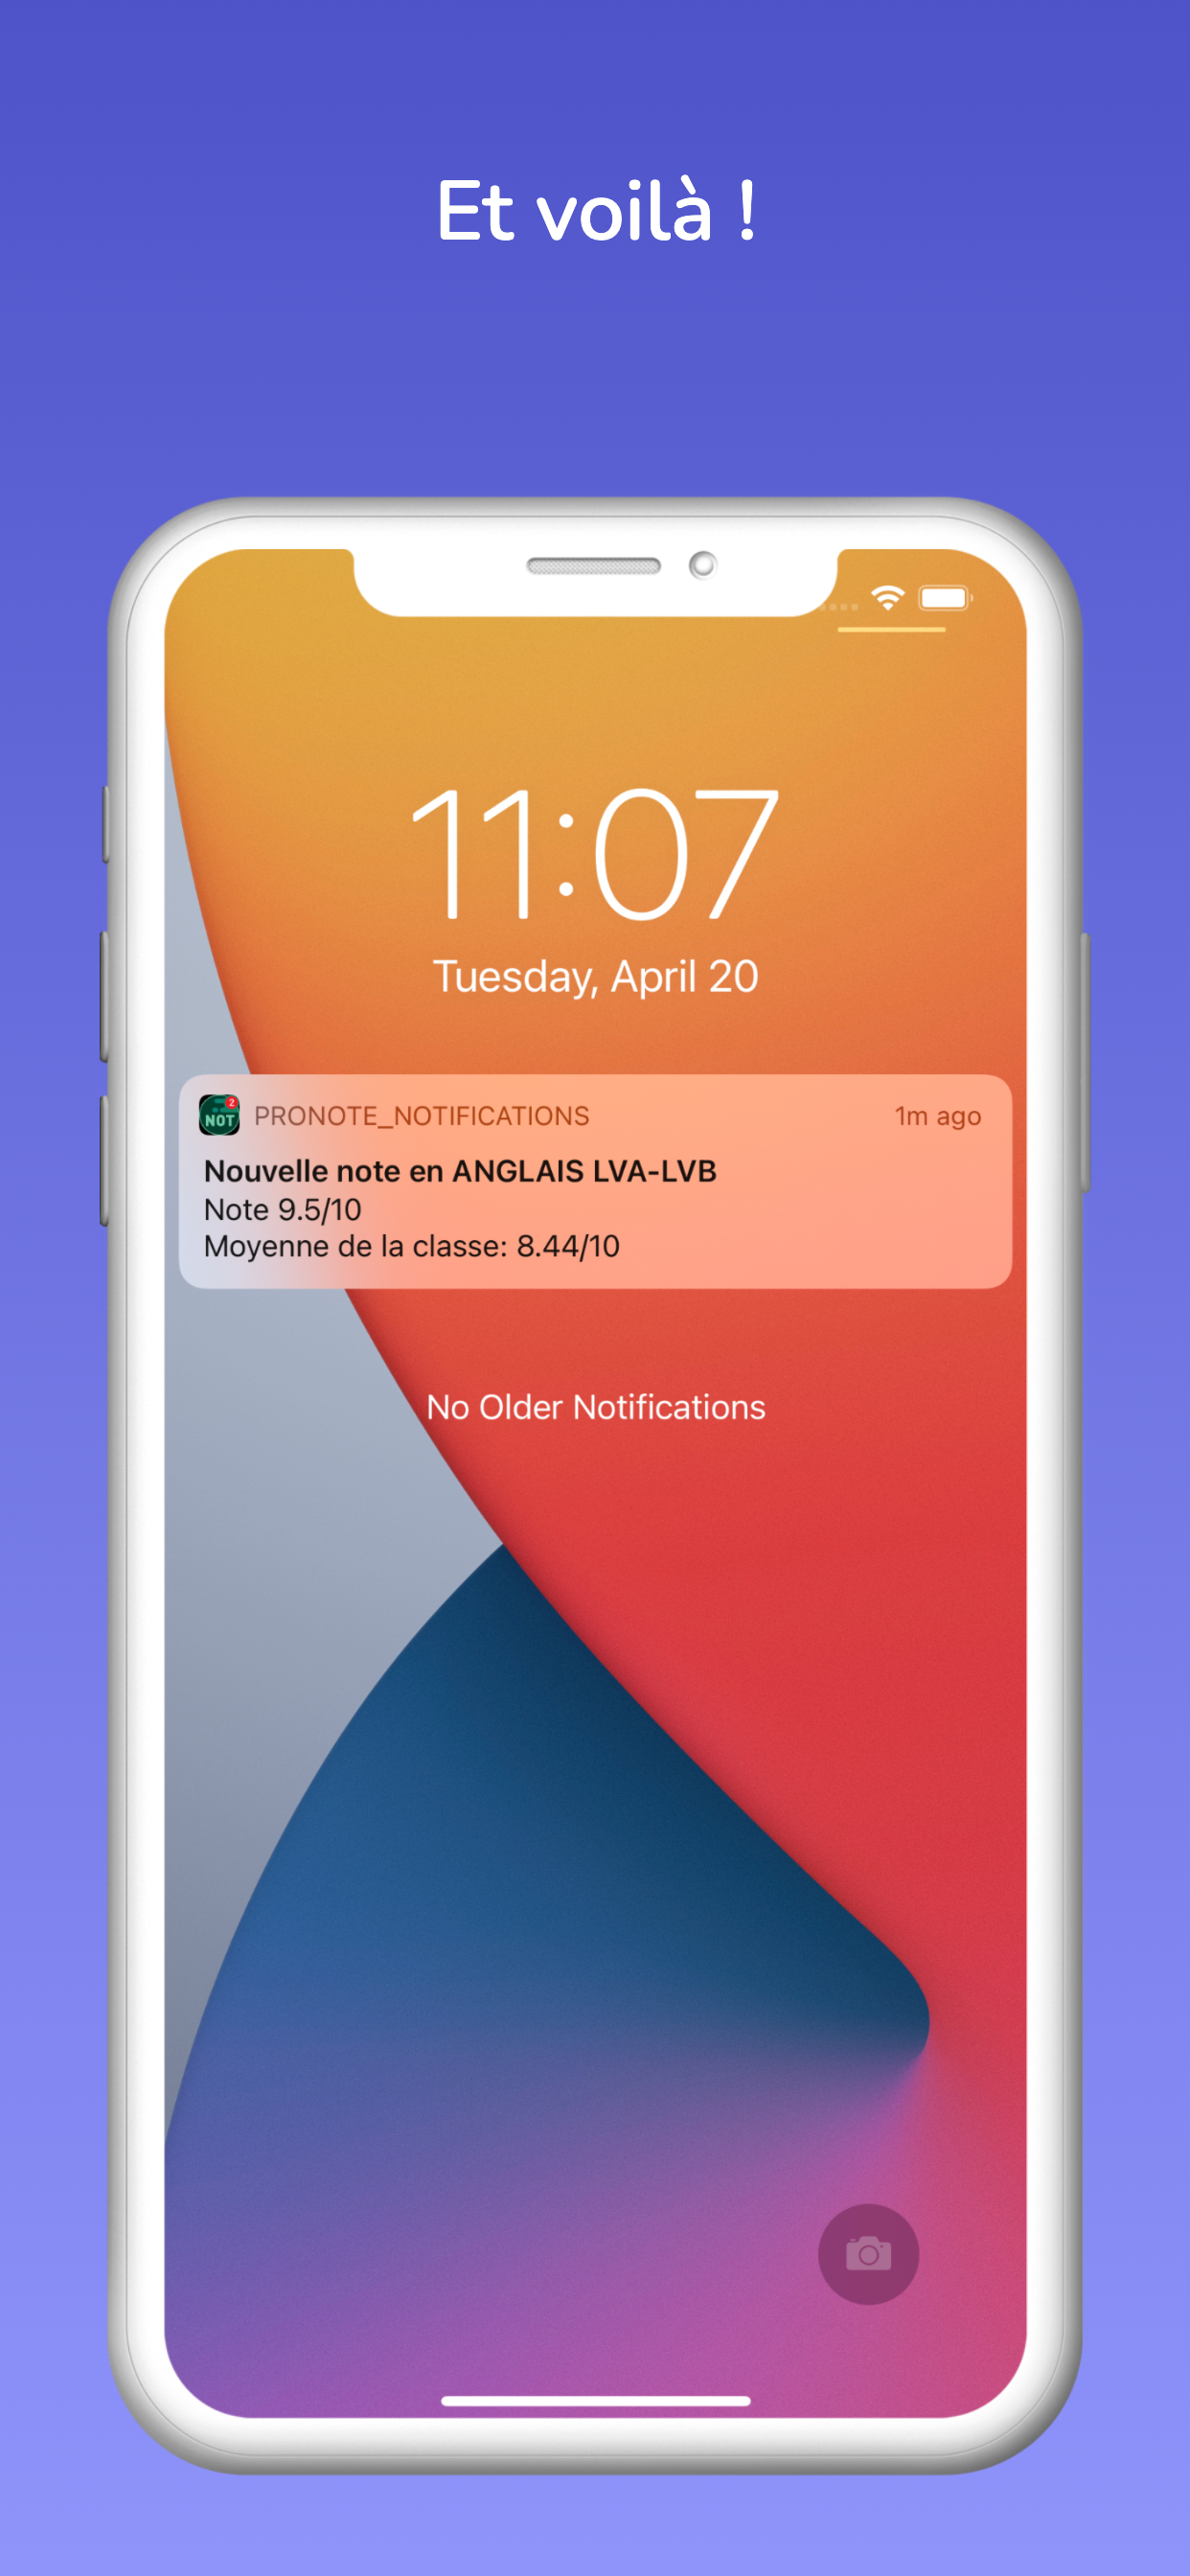 Et voilà !
11:07
Tuesday, April 20
NOT
2
PRONOTE_NOTIFICATIONS
1m ago
Nouvelle note en ANGLAIS LVA-LVB
Note 9.5/10
Moyenne de la classe: 8.44/10
No Older Notifications